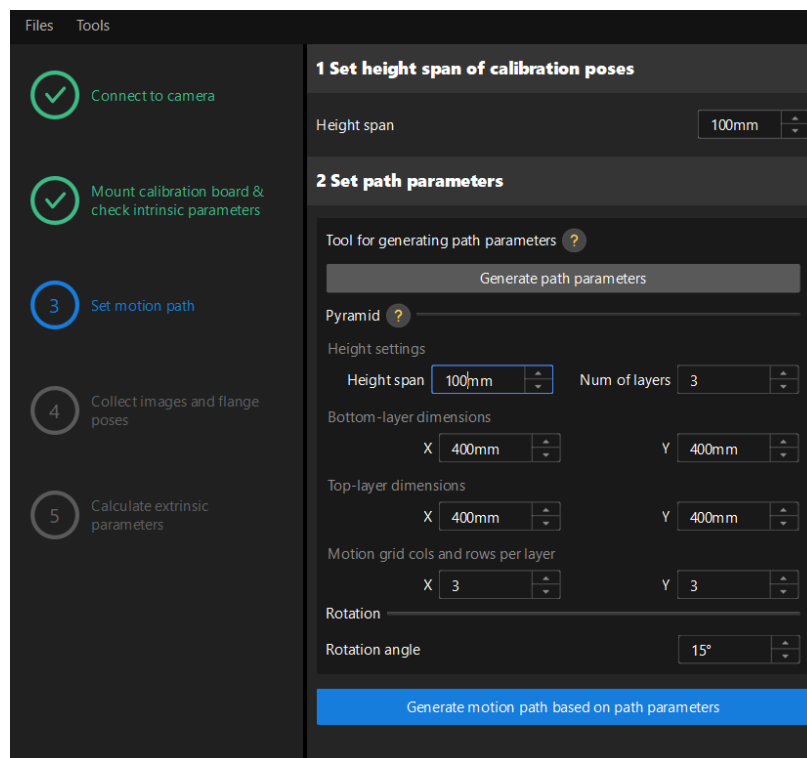 Files Tools
Connect to camera
Mount calibration board &
check intrinsic parameters
3 Set motion path
4 Collect images and flange
poses
5 Calculate extrinsic
parameters
1 Set height span of calibration poses
Height span 100mm
2 Set path parameters
Tool for generating path parameters ?
Generate path parameters
Pyramid ?
Height settings
Height span 100mm Num of layers 3
Bottom-layer dimensions
X 400mm Y 400mm
Top-layer dimensions
X 400mm Y 400mm
Motion grid cols and rows per layer
X 3 Y 3
Rotation
Rotation angle 15°
Generate motion path based on path parameters